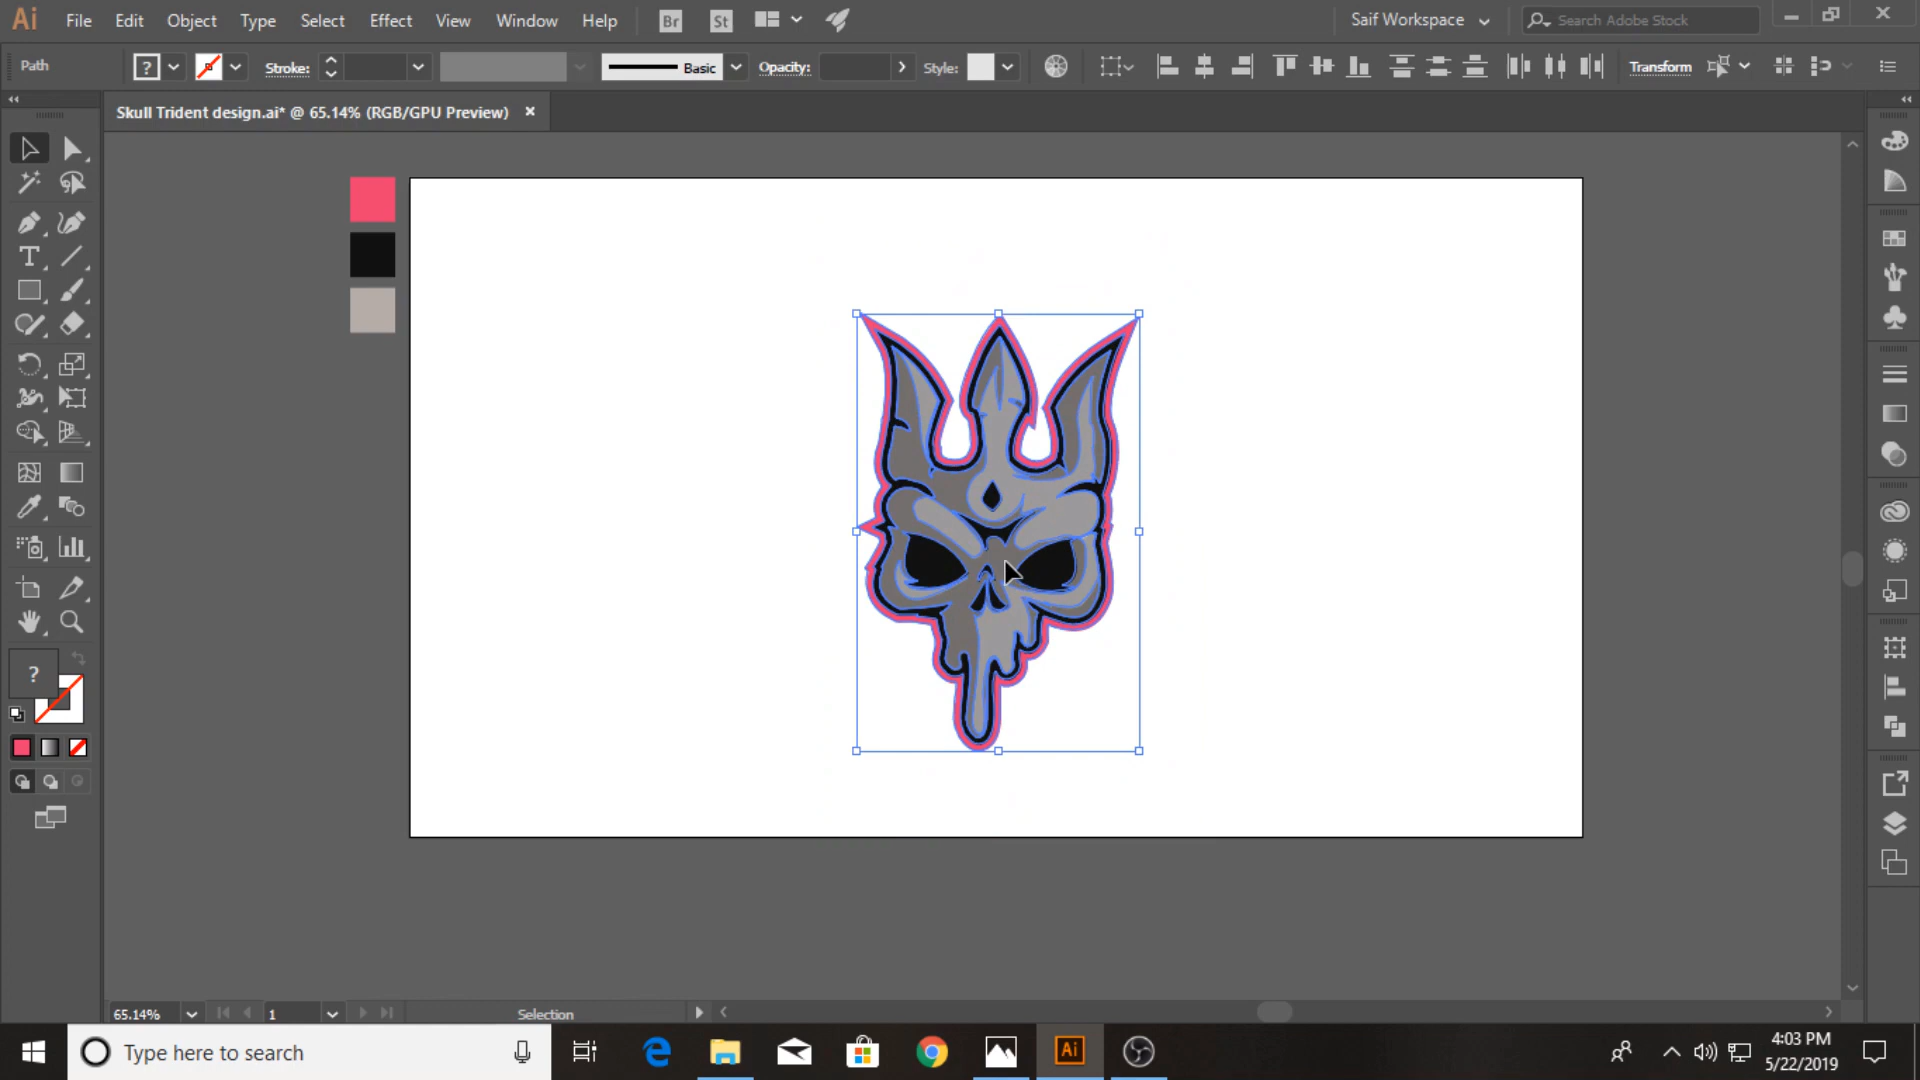 Ai File Edit Object Type Select Effect View Window Help Br St Saif Workspace Search Adobe Stock
Path ? Stroke: Basic Opacity: Style: Transform
Skull Trident design.ai* @ 65.14% (RGB/GPU Preview)
T
?
65.14% 1 Selection
Type here to search Ai 4:03 PM
5/22/2019